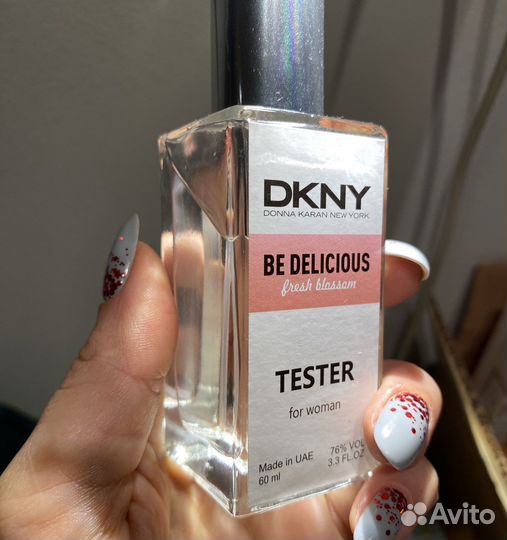 DKNY
DONNA KARAN NEW YORK
BE DELICIOUS
fresh blossom
TESTER
for woman
Made in UAE 76% VOL
60 ml 3.3 FL.OZ
Avito